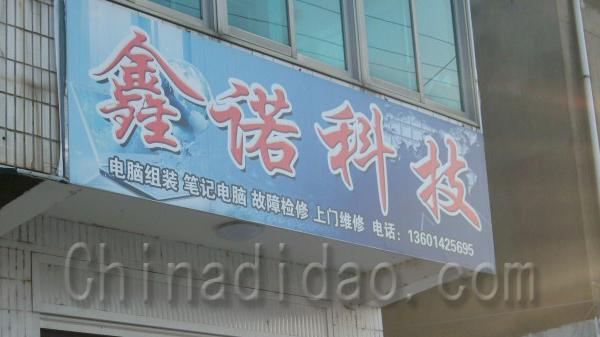 鑫诺科技
电脑组装 笔记电脑 故障检修 上门维修 电话：13601425695
Chinadidao.com